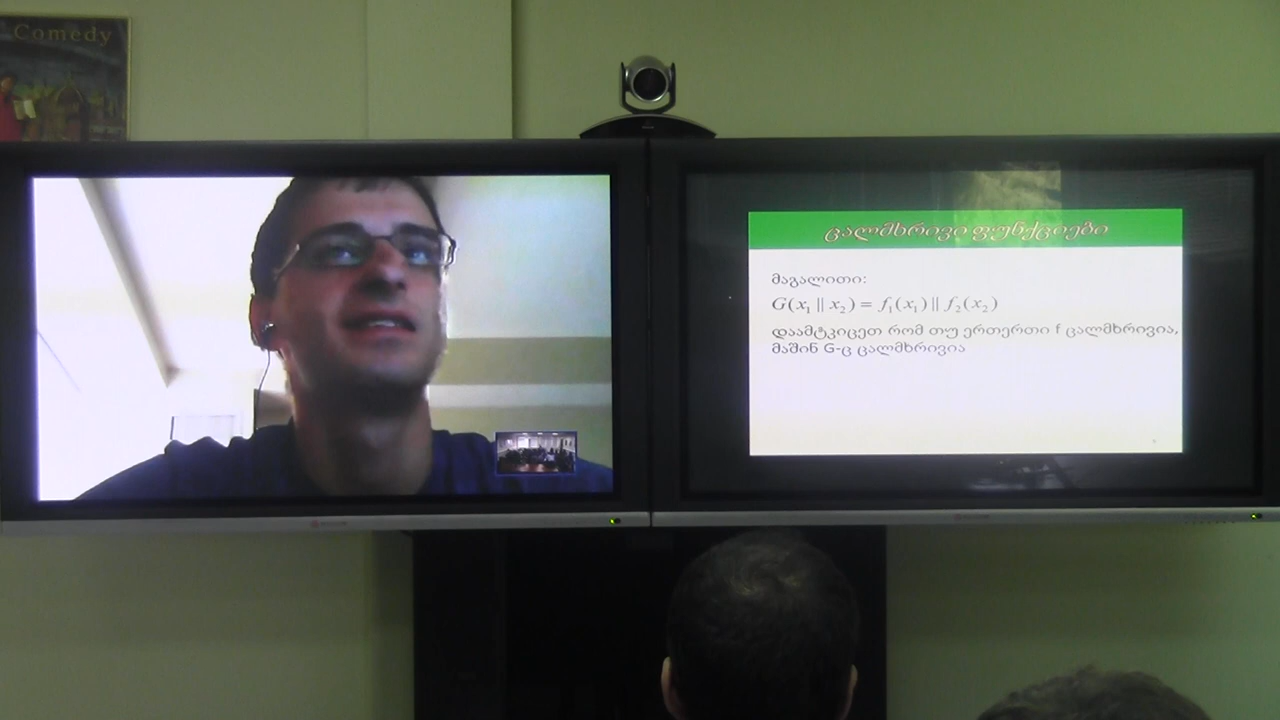 Comedy
ცალმხრივი ფუნქციები
მაგალითი:
G(x₁ || x₂) = f₁(x₁) || f₂(x₂)
დაამტკიცეთ რომ თუ ერთერთი f ცალმხრივია,
მაშინ G-ც ცალმხრივია